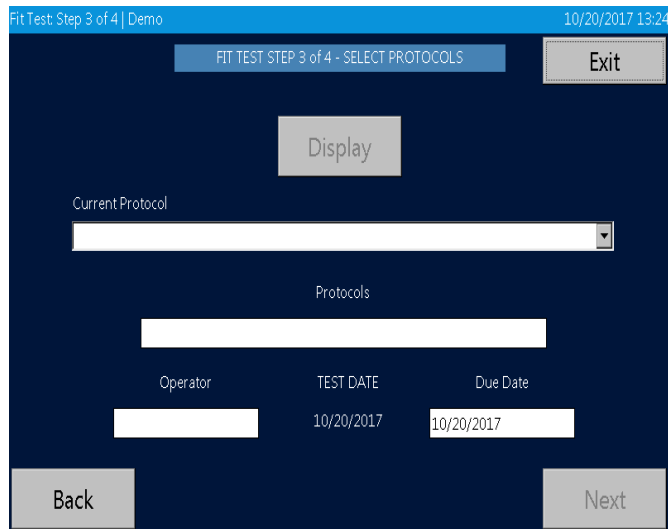 Fit Test: Step 3 of 4 | Demo 10/20/2017 13:24
FIT TEST STEP 3 of 4 - SELECT PROTOCOLS
Exit
Display
Current Protocol
Protocols
Operator TEST DATE Due Date
10/20/2017 10/20/2017
Back Next